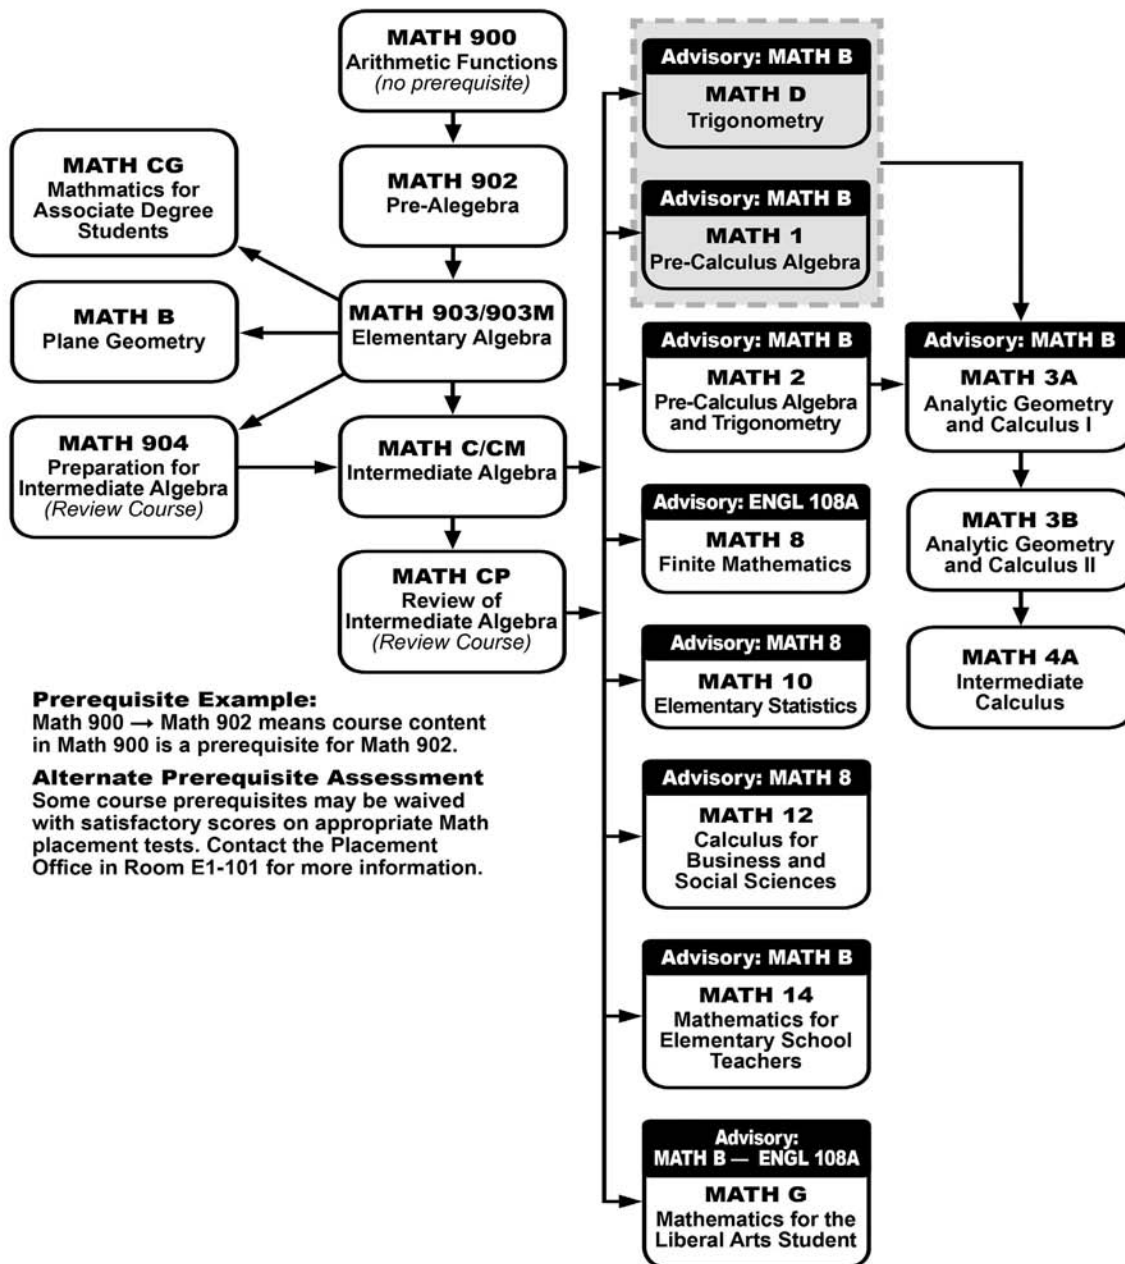 MATH 900
Arithmetic Functions
(no prerequisite)
MATH 902
Pre-Alegebra
MATH CG
Mathmatics for
Associate Degree
Students
MATH B
Plane Geometry
MATH 903/903M
Elementary Algebra
MATH 904
Preparation for
Intermediate Algebra
(Review Course)
MATH C/CM
Intermediate Algebra
MATH CP
Review of
Intermediate Algebra
(Review Course)
Prerequisite Example:
Math 900 → Math 902 means course content
in Math 900 is a prerequisite for Math 902.
Alternate Prerequisite Assessment
Some course prerequisites may be waived
with satisfactory scores on appropriate Math
placement tests. Contact the Placement
Office in Room E1-101 for more information.
Advisory: MATH B
MATH D
Trigonometry
Advisory: MATH B
MATH 1
Pre-Calculus Algebra
Advisory: MATH B
MATH 2
Pre-Calculus Algebra
and Trigonometry
Advisory: ENGL 108A
MATH 8
Finite Mathematics
Advisory: MATH 8
MATH 10
Elementary Statistics
Advisory: MATH 8
MATH 12
Calculus for
Business and
Social Sciences
Advisory: MATH B
MATH 14
Mathematics for
Elementary School
Teachers
Advisory:
MATH B — ENGL 108A
MATH G
Mathematics for the
Liberal Arts Student
Advisory: MATH B
MATH 3A
Analytic Geometry
and Calculus I
MATH 3B
Analytic Geometry
and Calculus II
MATH 4A
Intermediate
Calculus